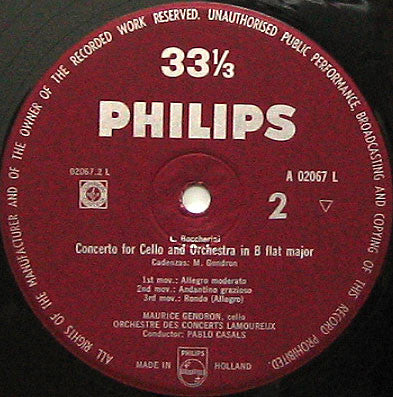 ALL RIGHTS OF THE MANUFACTURER AND OF THE OWNER OF THE RECORDED WORK RESERVED. UNAUTHORISED PUBLIC PERFORMANCE, BROADCASTING AND COPYING OF THIS RECORD PROHIBITED.
33⅓
PHILIPS
02067.2 L
A 02067 L
2
L. Boccherini
Concerto for Cello and Orchestra in B flat major
Cadenzas: M. Gendron
1st mov.: Allegro moderato
2nd mov.: Andantino grazioso
3rd mov.: Rondo (Allegro)
MAURICE GENDRON, cello
ORCHESTRE DES CONCERTS LAMOUREUX
Conductor: PABLO CASALS
MADE IN HOLLAND
PHILIPS